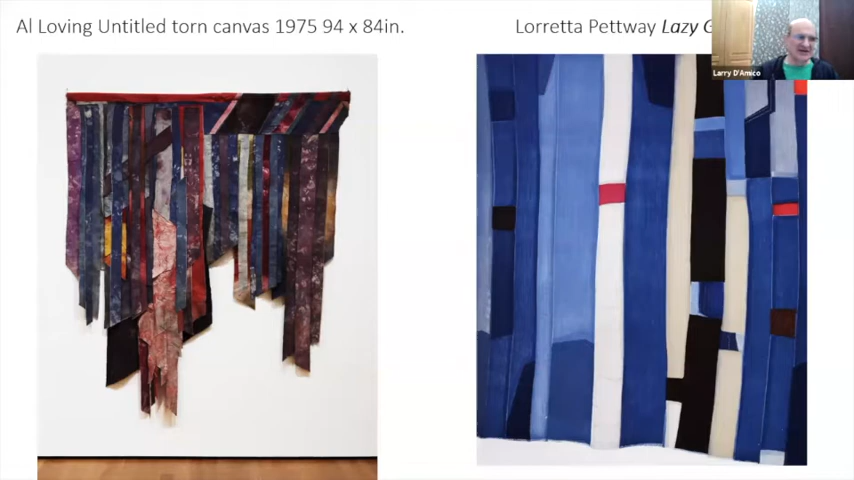 Al Loving Untitled torn canvas 1975 94 x 84in.
Lorretta Pettway Lazy G
Larry D'Amico